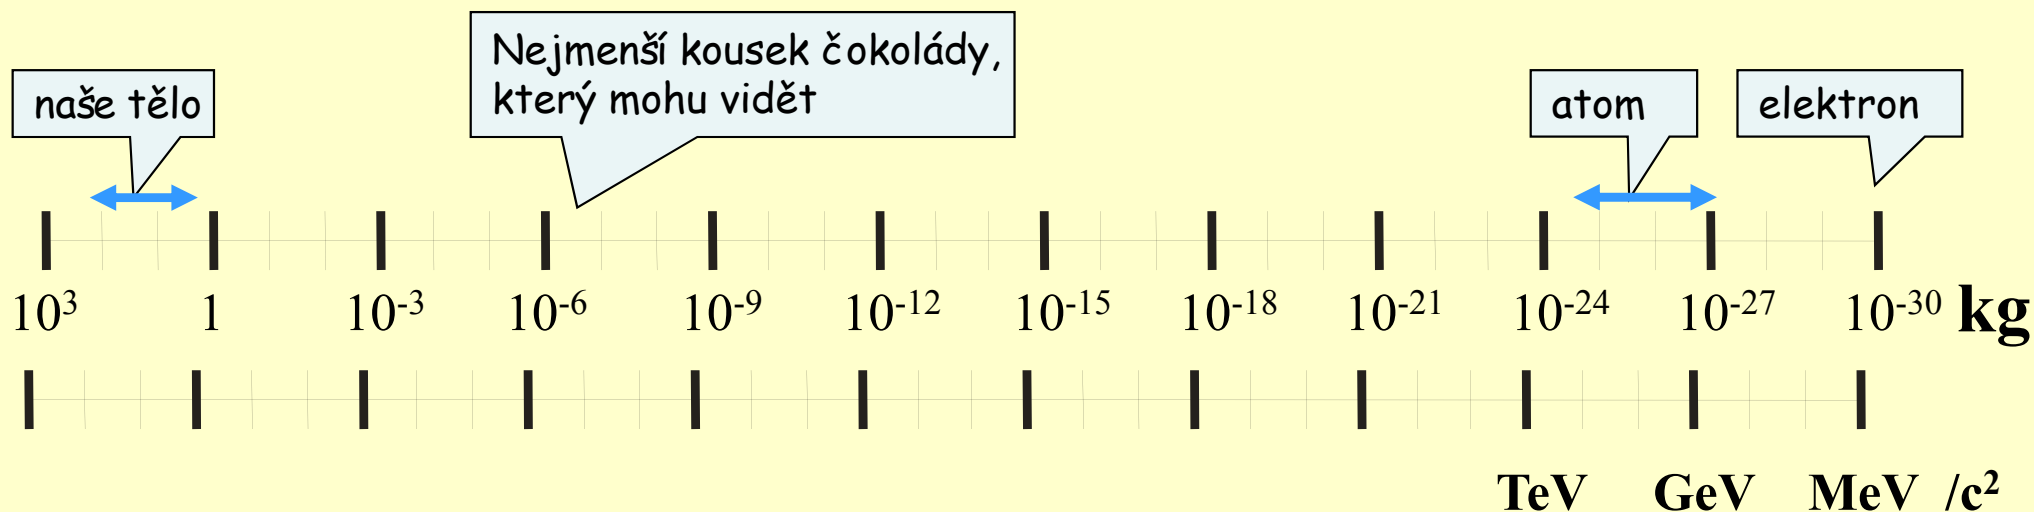 Nejmenší kousek čokolády,
který mohu vidět
naše tělo
atom
elektron
10³ 1 10⁻³ 10⁻⁶ 10⁻⁹ 10⁻¹² 10⁻¹⁵ 10⁻¹⁸ 10⁻²¹ 10⁻²⁴ 10⁻²⁷ 10⁻³⁰ kg
TeV GeV MeV /c²